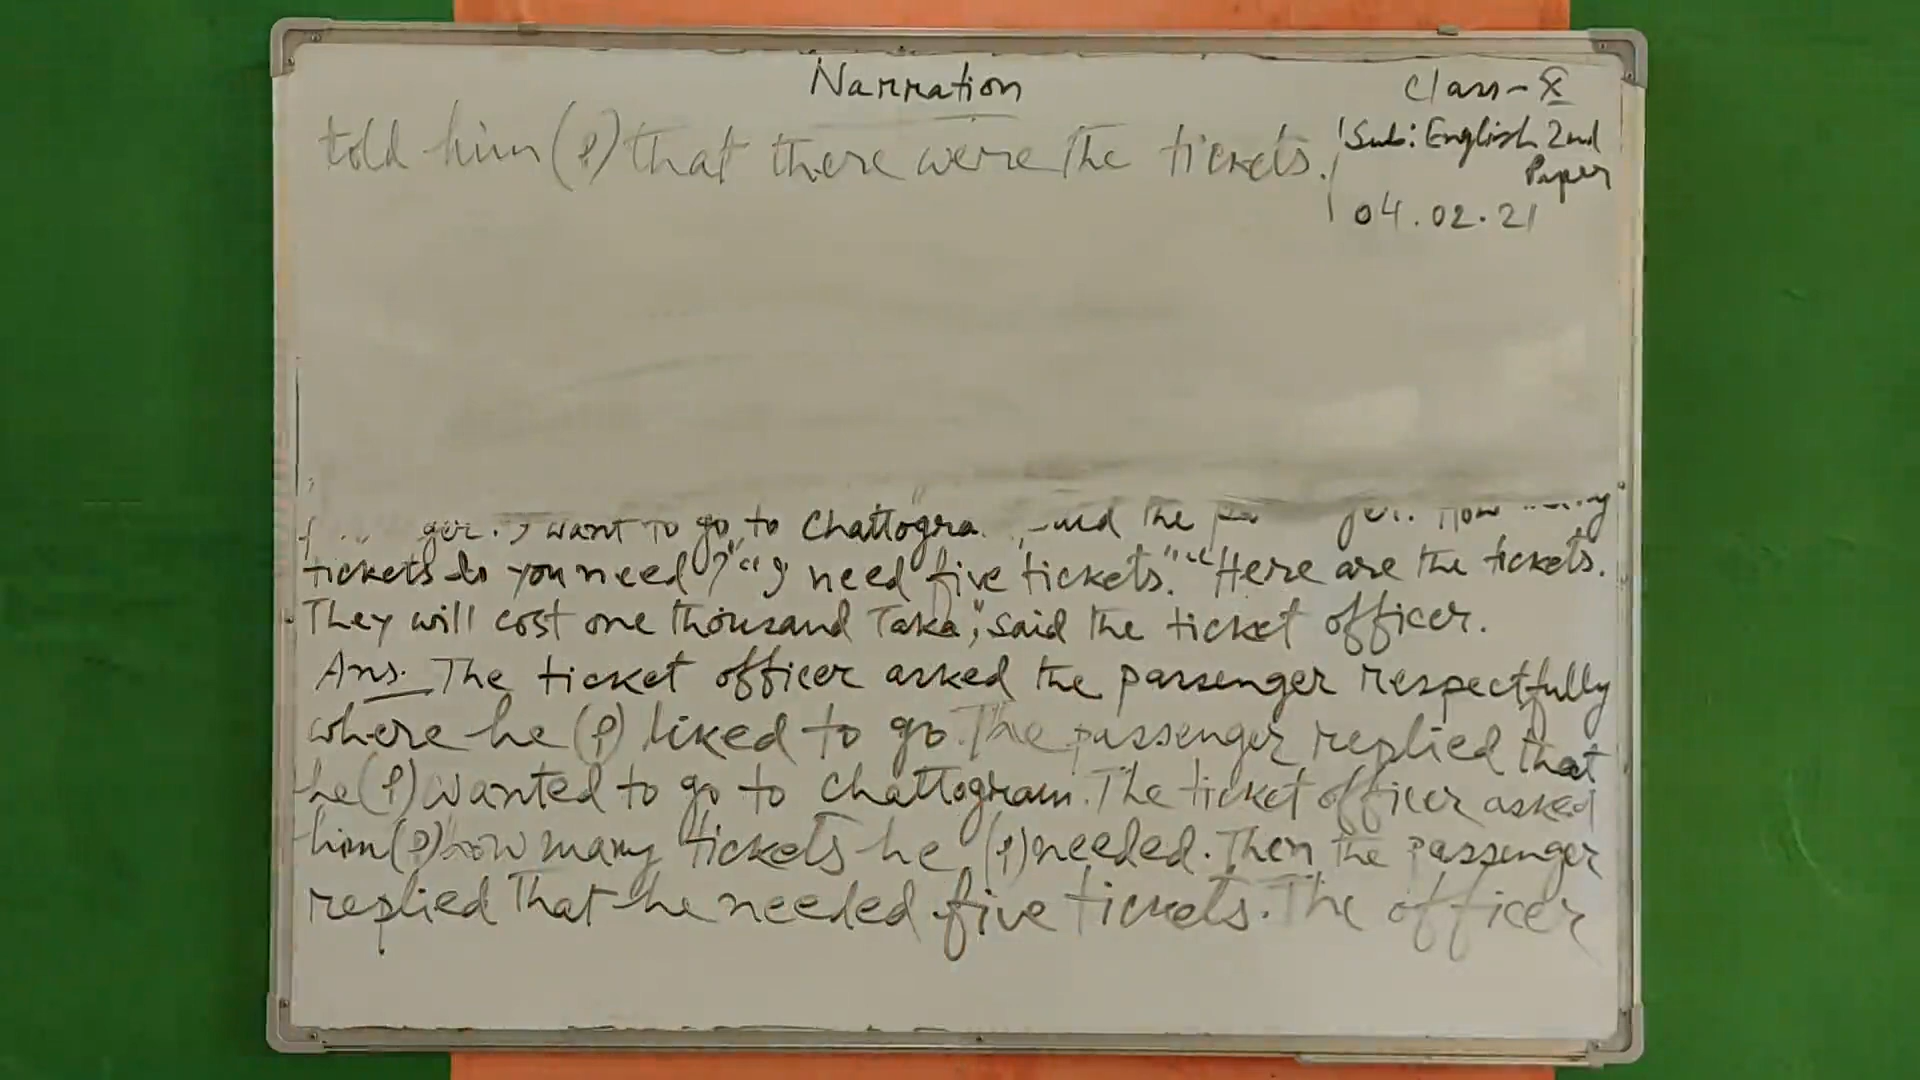 Narration
Class-X
Sub: English 2nd
Paper
04.02.21
told him (P) that there were the tickets.
want to go to Chattogra the How
tickets do you need?" "I need five tickets." "Here are the tickets.
They will cost one thousand Taka", said the ticket officer.
Ans. The ticket officer asked the passenger respectfully
where he (P) liked to go. The passenger replied that
he (P) wanted to go to Chattogram. The ticket officer asked
him (P) how many tickets he (P) needed. Then the passenger
replied that he needed five tickets. The officer